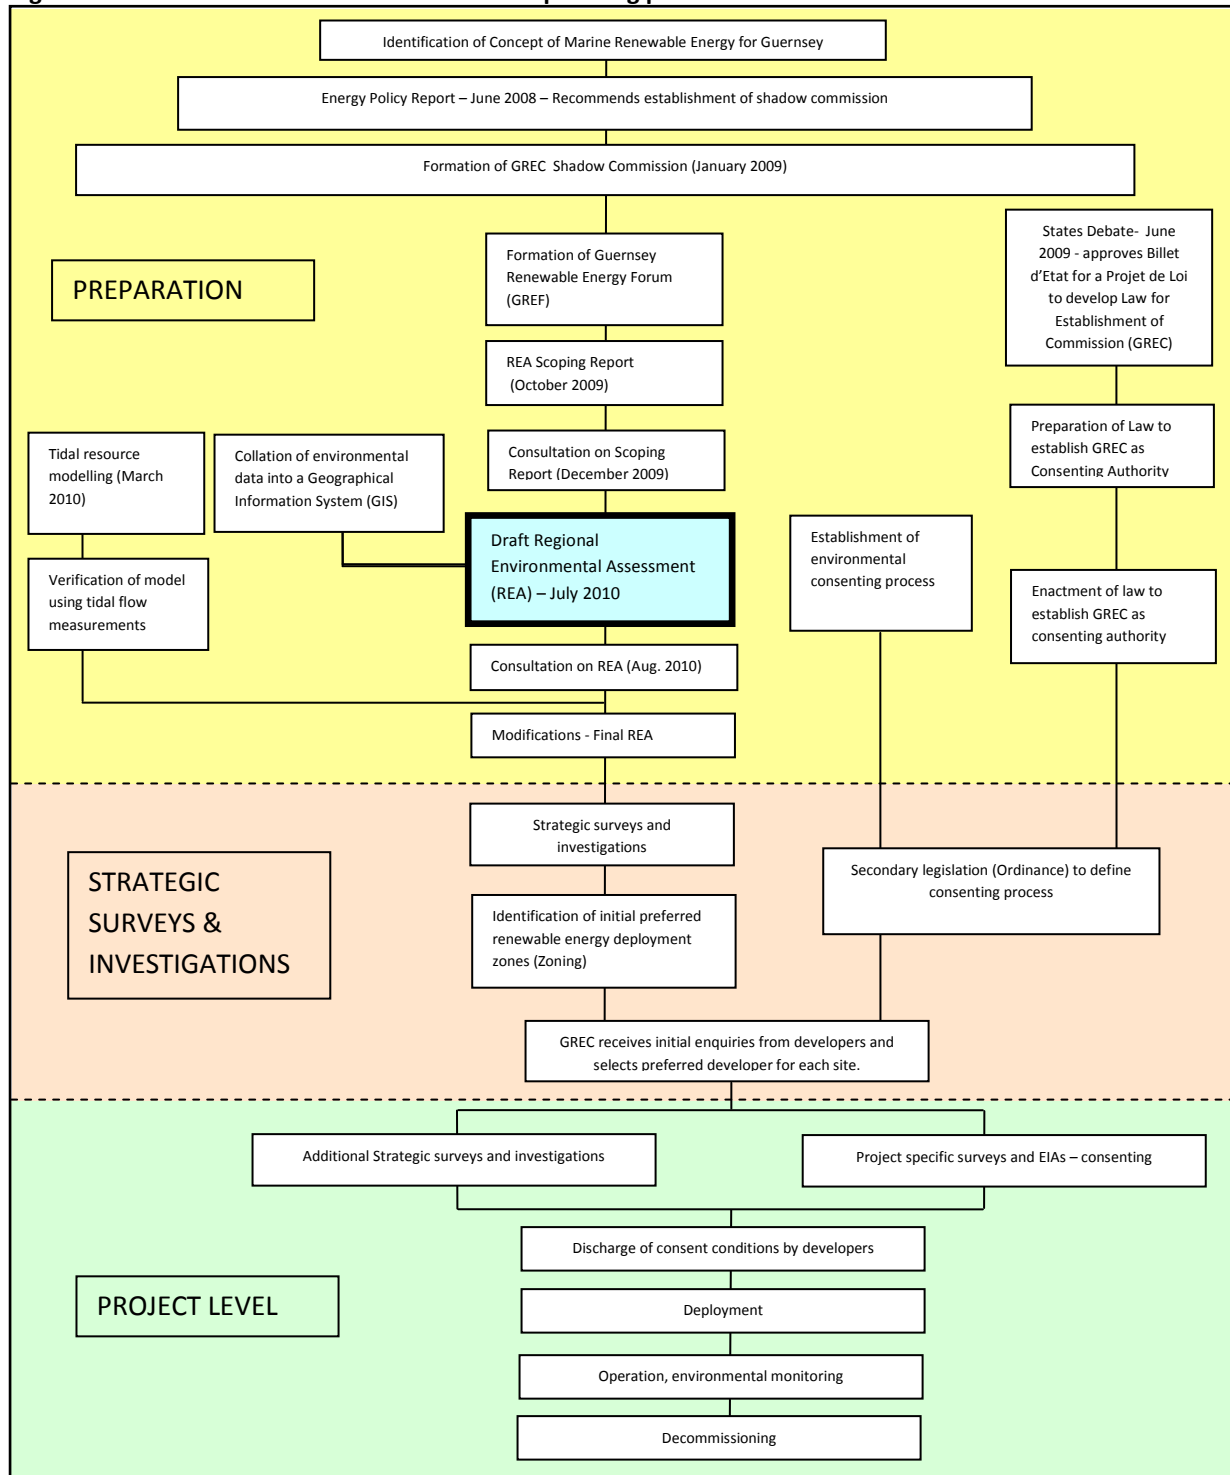 Identification of Concept of Marine Renewable Energy for Guernsey
Energy Policy Report – June 2008 – Recommends establishment of shadow commission
Formation of GREC Shadow Commission (January 2009)
PREPARATION
Formation of Guernsey
Renewable Energy Forum
(GREF)
States Debate- June
2009 - approves Billet
d'Etat for a Projet de Loi
to develop Law for
Establishment of
Commission (GREC)
REA Scoping Report
(October 2009)
Tidal resource
modelling (March
2010)
Collation of environmental
data into a Geographical
Information System (GIS)
Consultation on Scoping
Report (December 2009)
Preparation of Law to
establish GREC as
Consenting Authority
Draft Regional
Environmental Assessment
(REA) – July 2010
Establishment of
environmental
consenting process
Verification of model
using tidal flow
measurements
Enactment of law to
establish GREC as
consenting authority
Consultation on REA (Aug. 2010)
Modifications - Final REA
STRATEGIC
SURVEYS &
INVESTIGATIONS
Strategic surveys and
investigations
Secondary legislation (Ordinance) to define
consenting process
Identification of initial preferred
renewable energy deployment
zones (Zoning)
GREC receives initial enquiries from developers and
selects preferred developer for each site.
Additional Strategic surveys and investigations
Project specific surveys and EIAs – consenting
PROJECT LEVEL
Discharge of consent conditions by developers
Deployment
Operation, environmental monitoring
Decommissioning